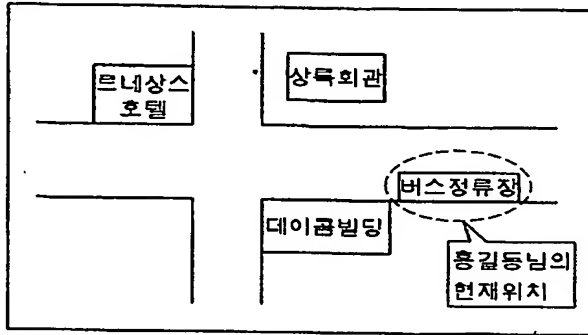 르네상스
호텔
상록회관
버스정류장
데이콤빌딩
홍길동님의
현재위치